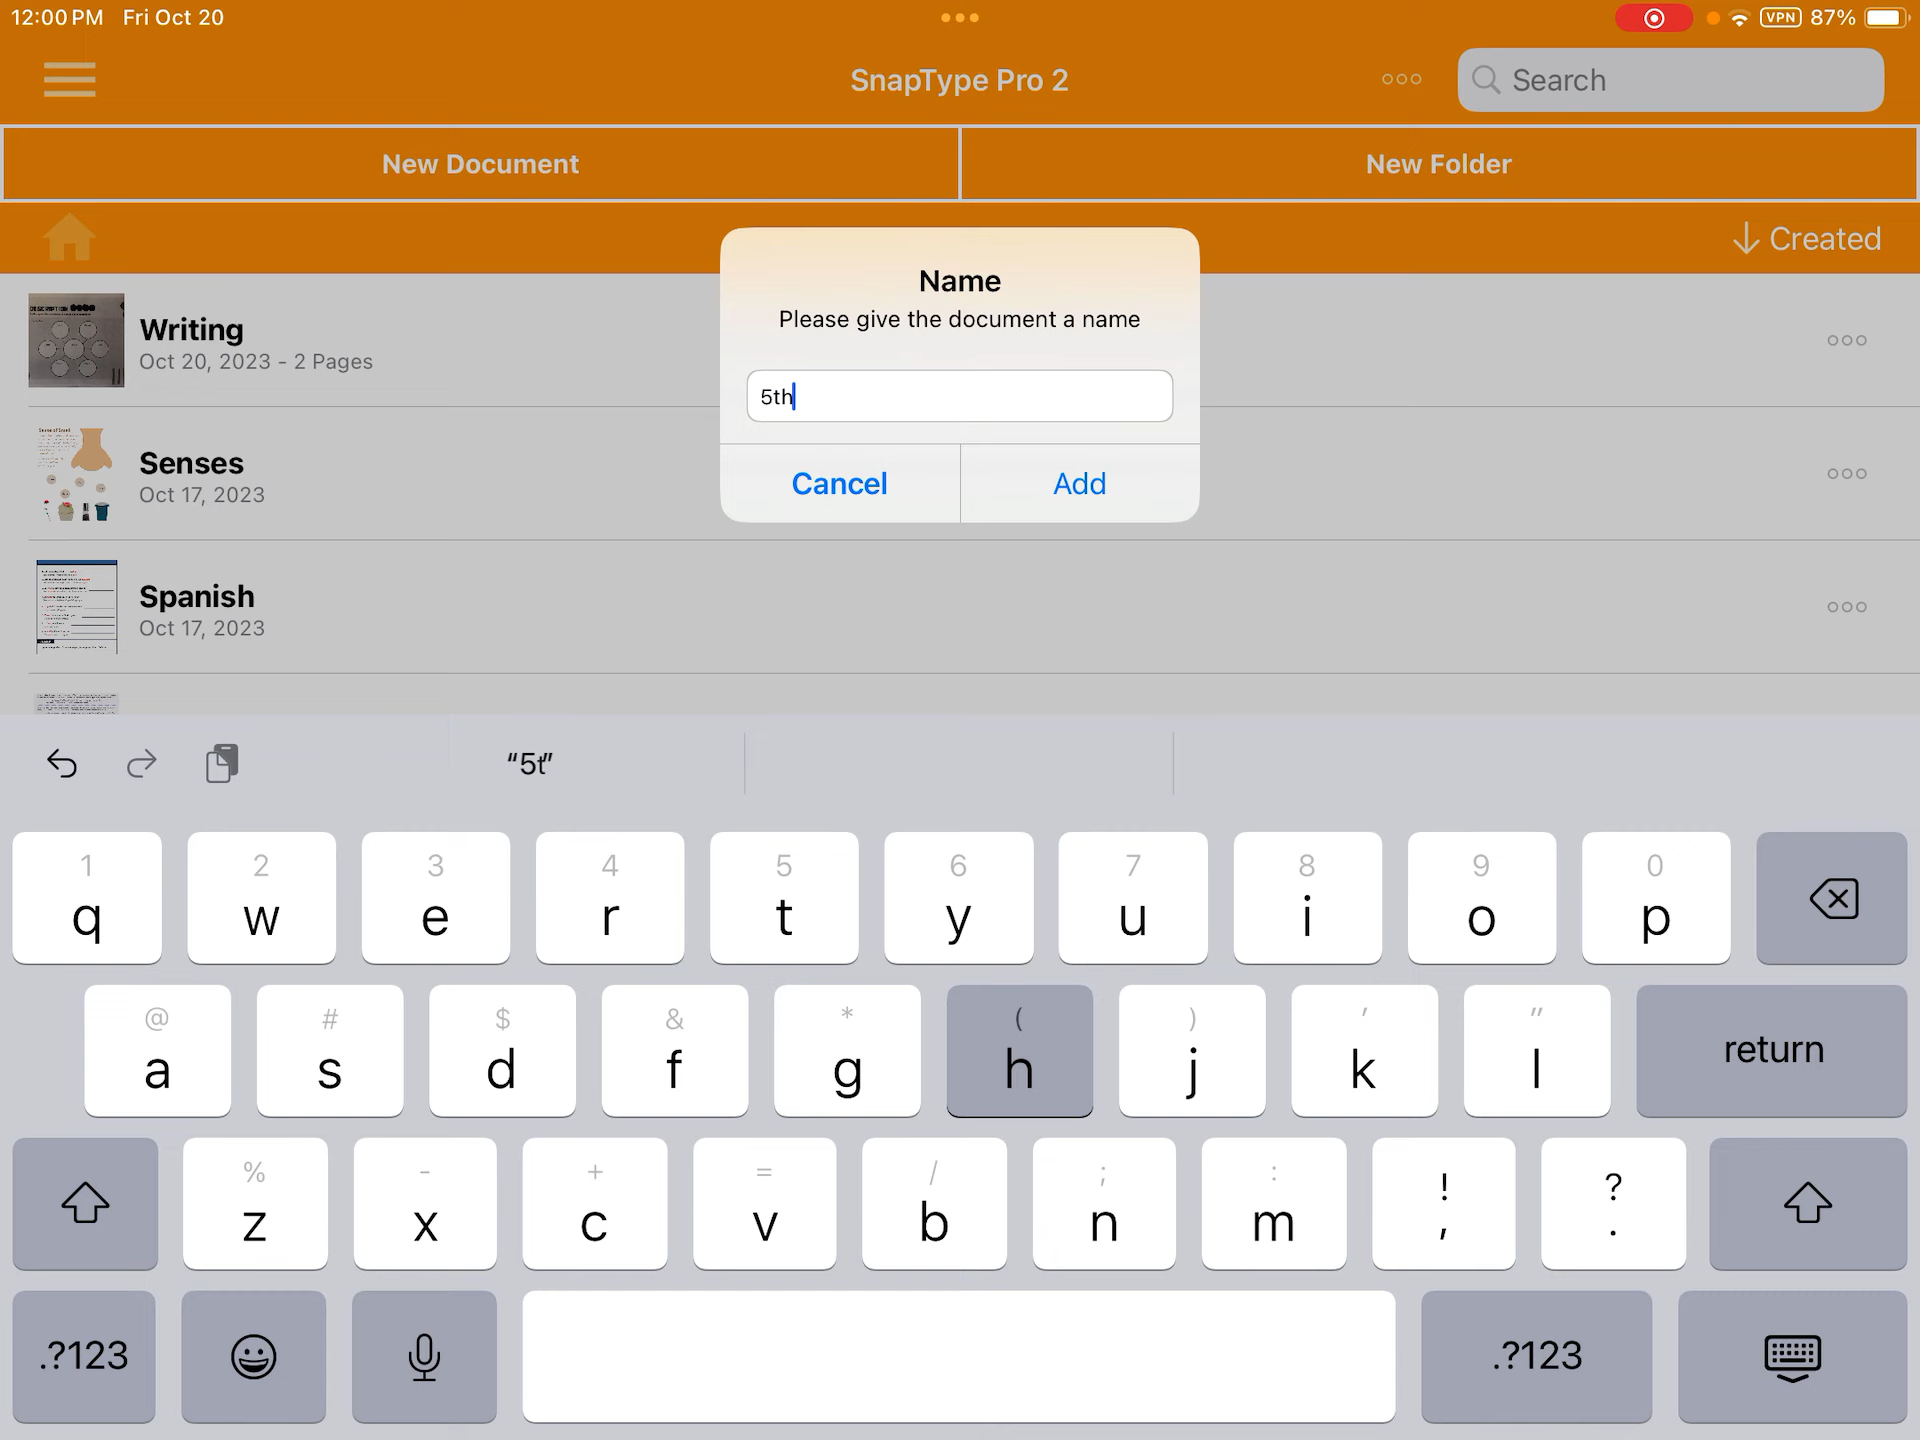 12:00 PM Fri Oct 20
VPN 87%
SnapType Pro 2
Search
New Document
New Folder
Created
Name
Please give the document a name
5th
Cancel
Add
Writing
Oct 20, 2023 - 2 Pages
Senses
Oct 17, 2023
Spanish
Oct 17, 2023
“5t”
1 2 3 4 5 6 7 8 9 0
q w e r t y u i o p
@ # $ & * ( ) ' "
a s d f g h j k l return
% - + = / ; : ! ?
z x c v b n m , .
.?123 .?123